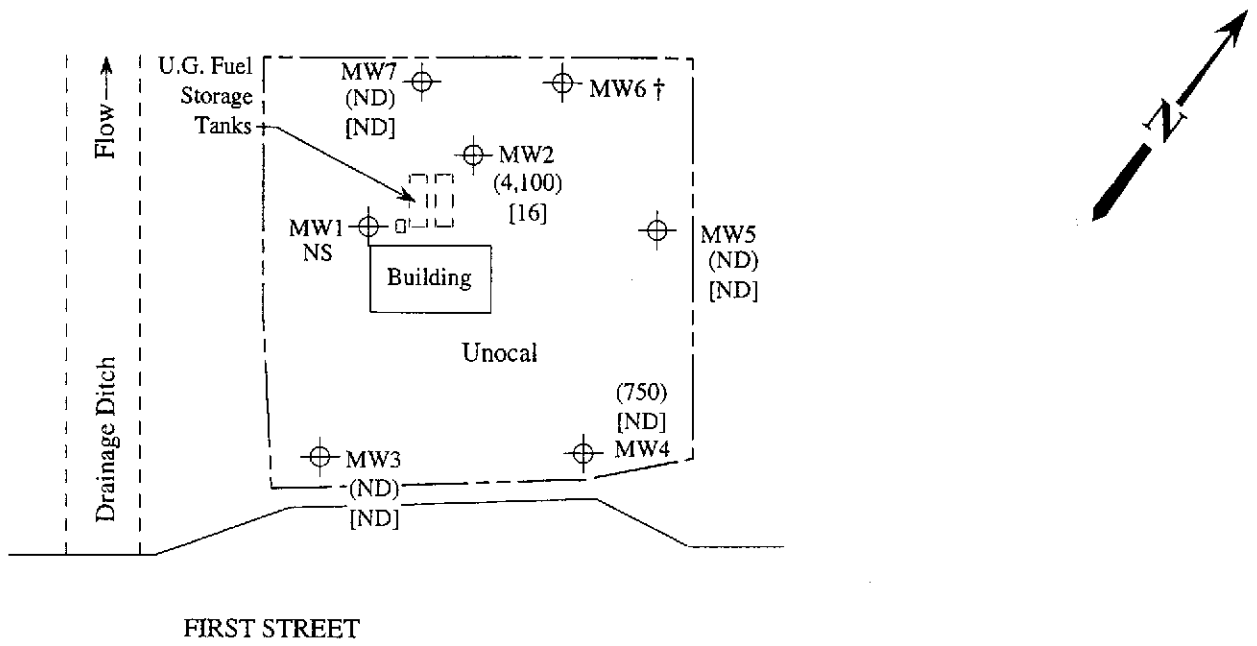 U.G. Fuel
Storage
Tanks
Flow
Drainage Ditch
MW7
(ND)
[ND]
MW6 †
MW2
(4,100)
[16]
MW1
NS
Building
MW5
(ND)
[ND]
Unocal
(750)
[ND]
MW4
MW3
(ND)
[ND]
FIRST STREET
N